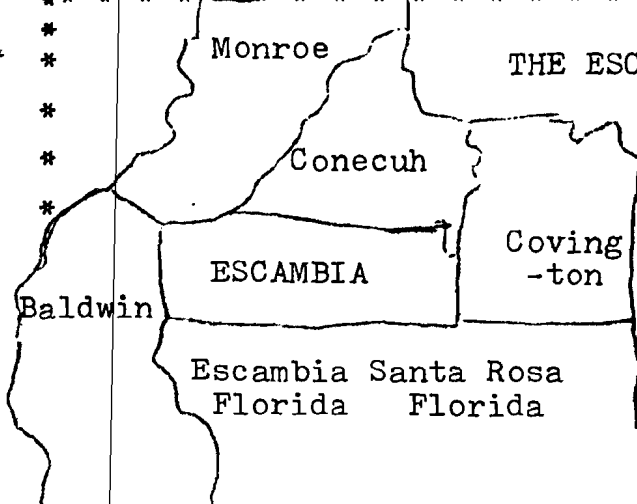 Monroe
THE ESC
Conecuh
Coving
-ton
ESCAMBIA
Baldwin
Escambia Santa Rosa
Florida Florida